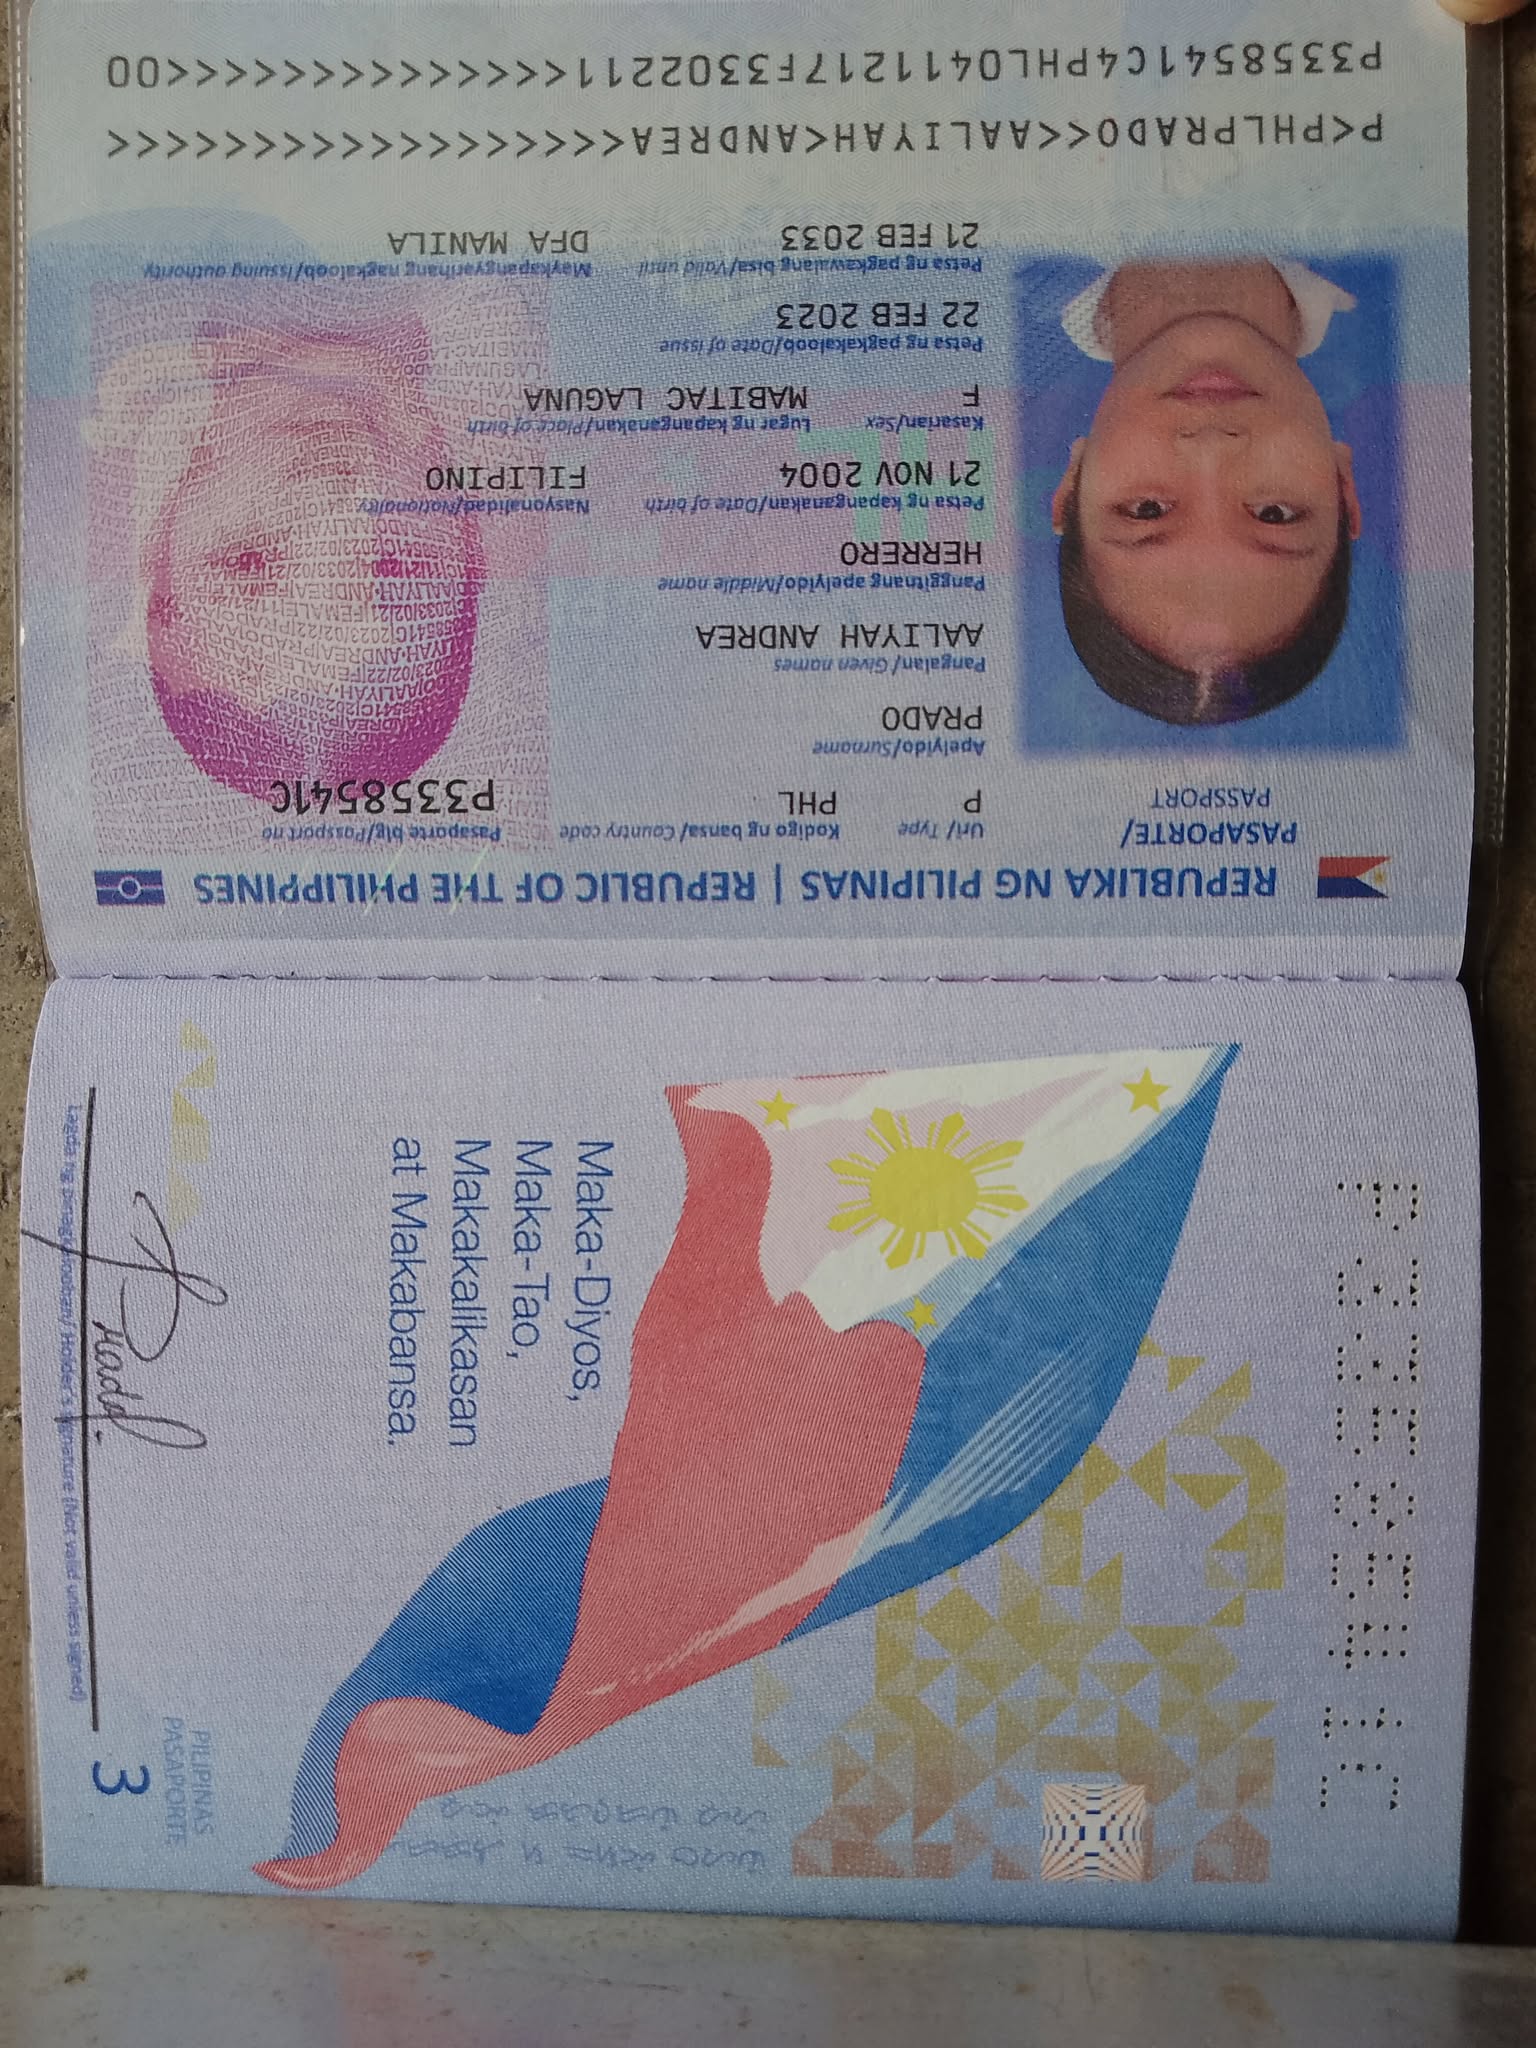 P3358541C
PILIPINAS
PASAPORTE
3
Maka-Diyos,
Maka-Tao,
Makakalikasan
at Makabansa.
Prado
Lagda ng pinagkalooban/ Holder's signature (Not valid unless signed)
REPUBLIKA NG PILIPINAS | REPUBLIC OF THE PHILIPPINES
PASAPORTE/
PASSPORT
Uri/ Type
Kodigo ng bansa/ Country code
Pasaporte blg/Passport no
P
PHL
P3358541C
Apelyido/Surname
PRADO
Pangalan/ Given names
AALIYAH ANDREA
Panggitnang apelyido/Middle name
HERRERO
Petsa ng kapanganakan/Date of birth
Nasyonalidad/Nationality
21 NOV 2004
FILIPINO
Kasarian/Sex
Lugar ng kapanganakan/Place of birth
F
MABITAC LAGUNA
Petsa ng pagkakaloob/Date of issue
22 FEB 2023
Petsa ng pagkawalang bisa/Valid until
Maykapangyarihang nagkaloob/Issuing authority
21 FEB 2033
DFA MANILA
P<PHLPRADO<<AALIYAH<ANDREA<<<<<<<<<<<<<<<<<<
P3358541C4PHL0411217F3302211<<<<<<<<<<<<<<00